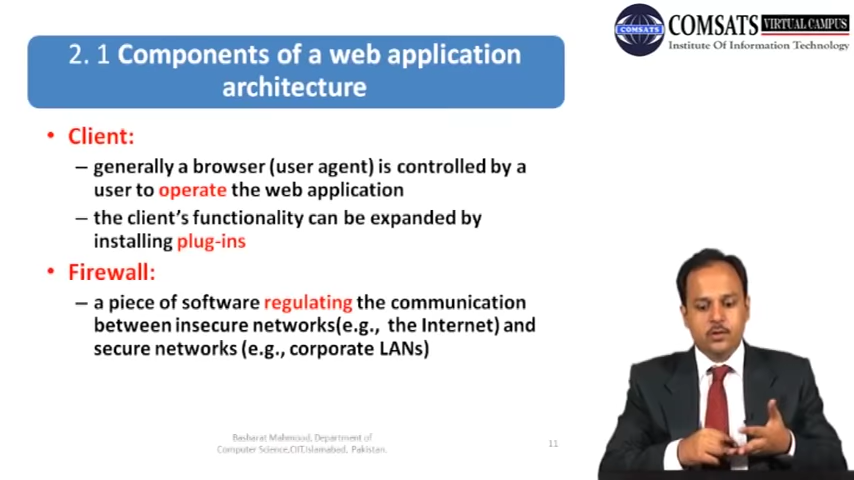 COMSATS VIRTUAL CAMPUS
COMSATS
Institute Of Information Technology
2. 1 Components of a web application
architecture
• Client:
– generally a browser (user agent) is controlled by a
user to operate the web application
– the client's functionality can be expanded by
installing plug-ins
• Firewall:
– a piece of software regulating the communication
between insecure networks(e.g., the Internet) and
secure networks (e.g., corporate LANs)
Basharat Mahmood, Department of
Computer Science,CIIT,Islamabad, Pakistan.
11